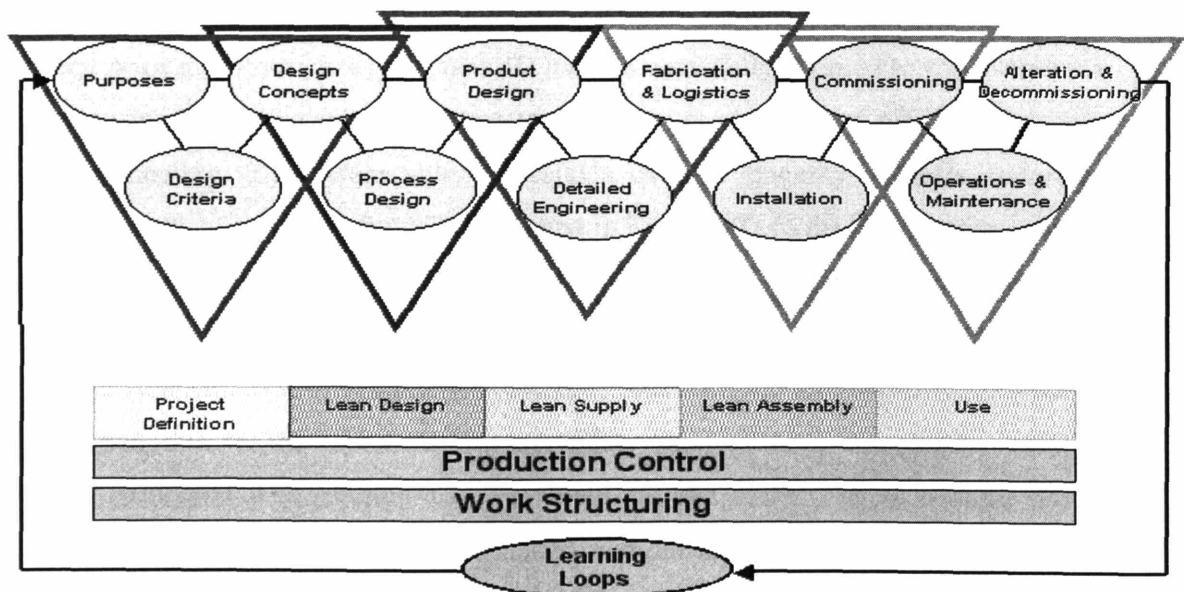 Purposes
Design
Concepts
Product
Design
Fabrication
& Logistics
Commissioning
Alteration &
Decommissioning
Design
Criteria
Process
Design
Detailed
Engineering
Installation
Operations &
Maintenance
Project
Definition
Lean Design
Lean Supply
Lean Assembly
Use
Production Control
Work Structuring
Learning
Loops